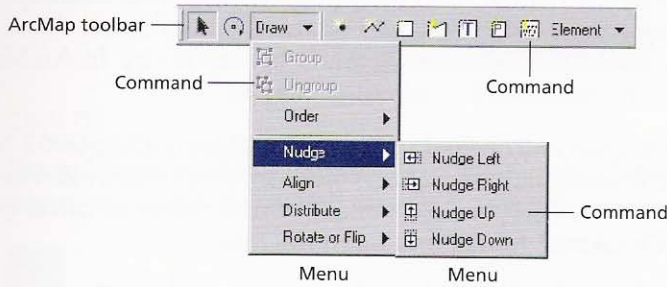 ArcMap toolbar
Draw
Element
Group
Command
Ungroup
Command
Order
Nudge
Nudge Left
Align
Nudge Right
Distribute
Nudge Up
Command
Rotate or Flip
Nudge Down
Menu
Menu